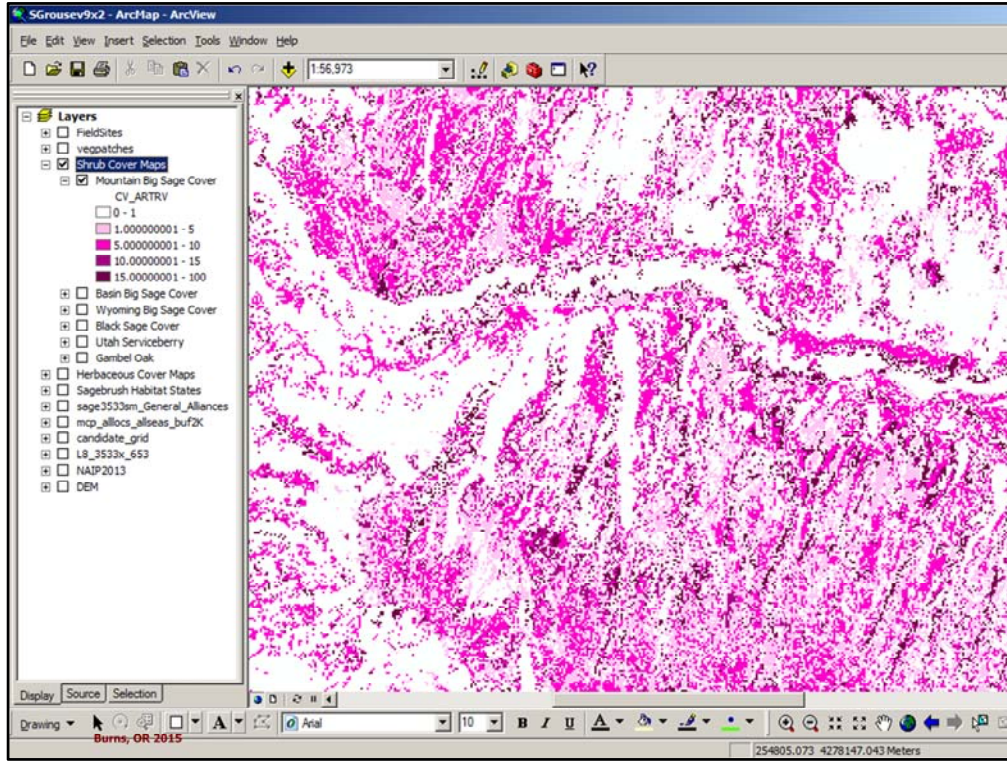 SGrousev9x2 - ArcMap - ArcView
File Edit View Insert Selection Tools Window Help
1:56,973
Layers
FieldSites
vegpatches
Shrub Cover Maps
Mountain Big Sage Cover
CV_ARTRV
0 - 1
1.000000001 - 5
5.000000001 - 10
10.00000001 - 15
15.00000001 - 100
Basin Big Sage Cover
Wyoming Big Sage Cover
Black Sage Cover
Utah Serviceberry
Gambel Oak
Herbaceous Cover Maps
Sagebrush Habitat States
sage3533sm_General_Alliances
mcp_allocs_allseas_buf2K
candidate_grid
L8_3533x_653
NAIP2013
DEM
Display Source Selection
Drawing A Arial 10 B I U A
Burns, OR 2015
254805.073 4278147.043 Meters